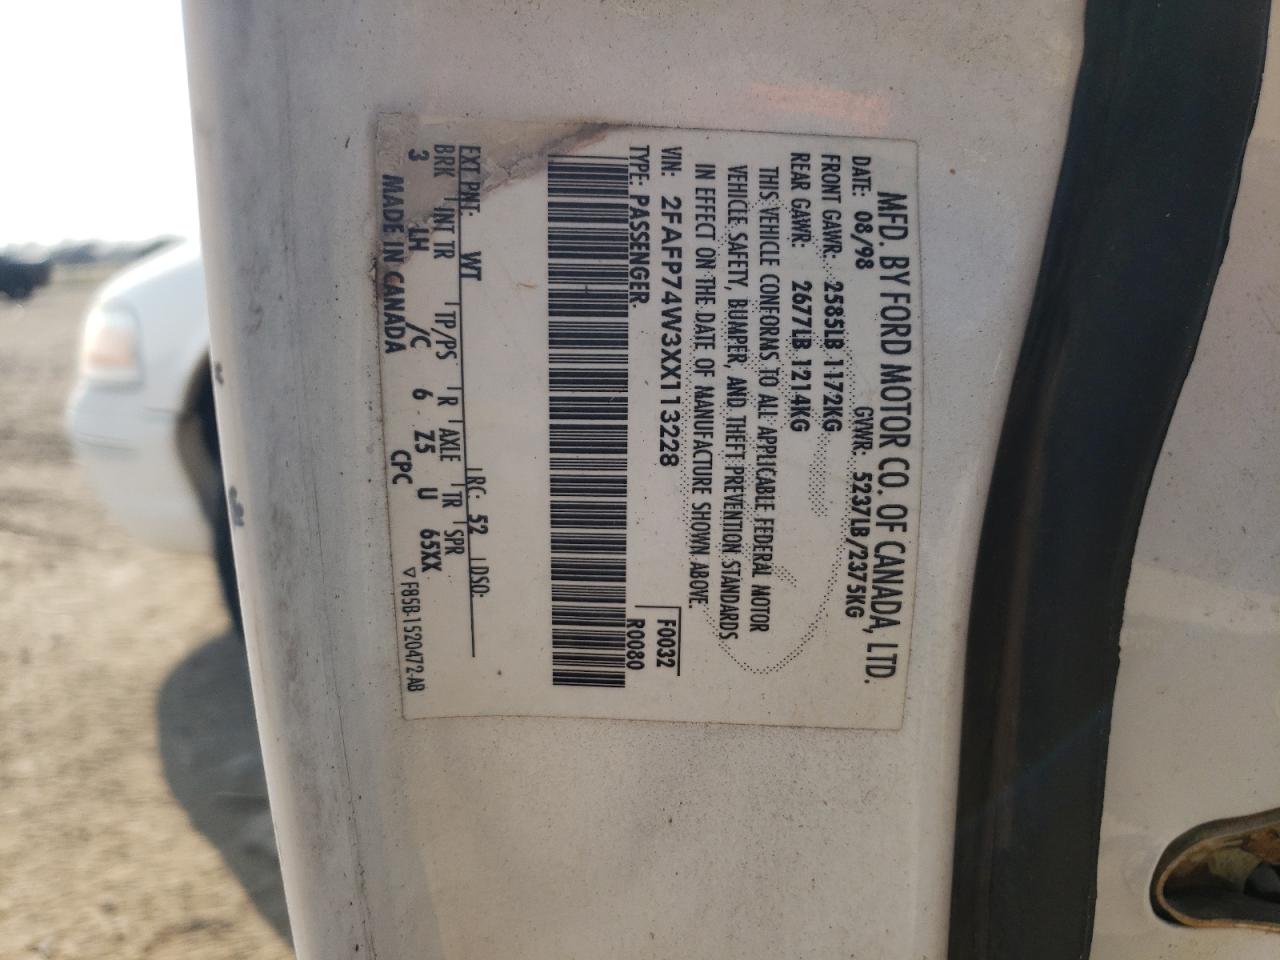 MFD. BY FORD MOTOR CO. OF CANADA, LTD.
DATE: 08/98 GVWR: 5237LB/2375KG
FRONT GAWR: 2585LB 1172KG
REAR GAWR: 2677LB 1214KG
THIS VEHICLE CONFORMS TO ALL APPLICABLE FEDERAL MOTOR
VEHICLE SAFETY, BUMPER, AND THEFT PREVENTION STANDARDS
IN EFFECT ON THE DATE OF MANUFACTURE SHOWN ABOVE.
VIN: 2FAFP74W3XX113228 F0032
TYPE: PASSENGER R0080
EXT PNT: WT RC: 52 DSO:
BRK INT TR TP/PS R AXLE TR SPR
3 LH /C 6 Z5 U 65XX
MADE IN CANADA CPC ▽ F85B-1520472-AB